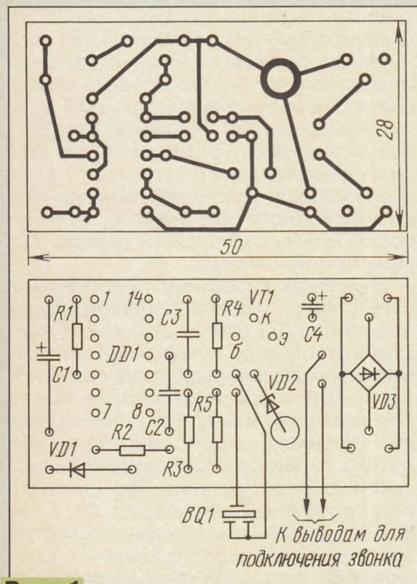 28
50
R1
1
14
C3
R4
VT1
к
э
б
C4
+
+
C1
DD1
VD2
VD3
7
8
C2
R5
R2
VD1
R3
BQ1
К выводам для
подключения звонка